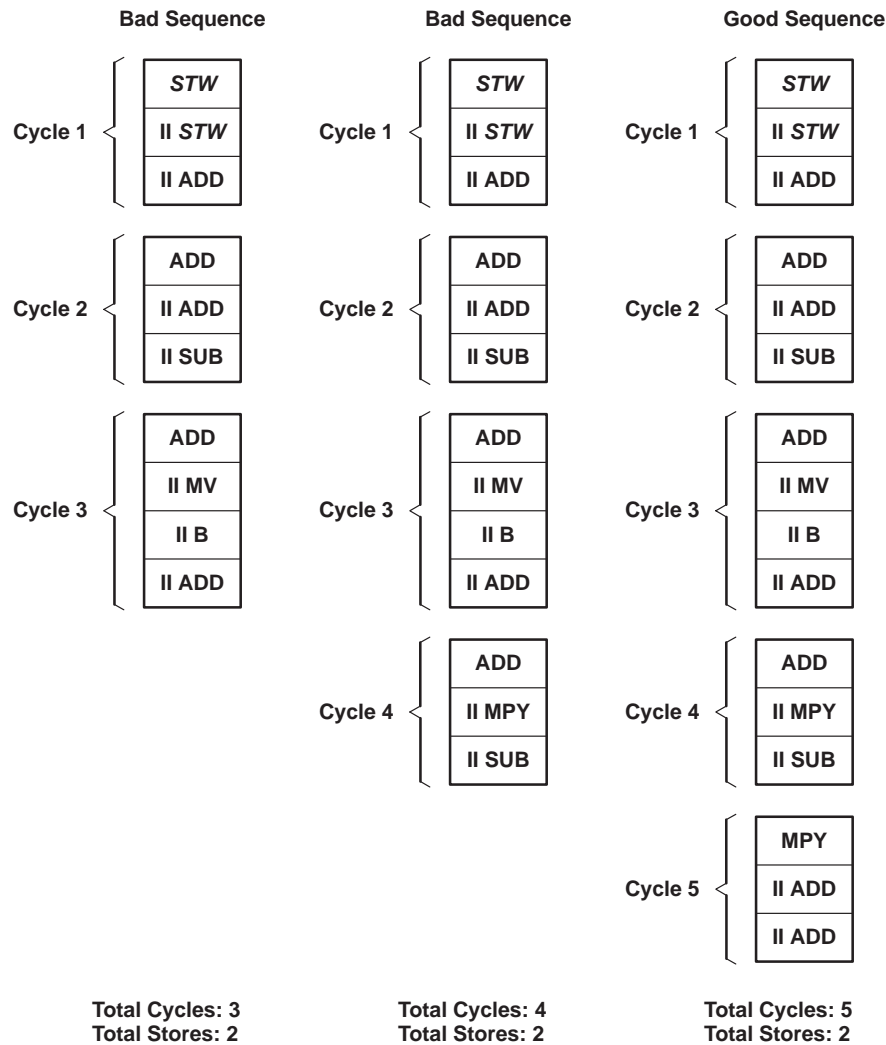 Bad Sequence
Bad Sequence
Good Sequence
Cycle 1
STW
II STW
II ADD
Cycle 1
STW
II STW
II ADD
Cycle 1
STW
II STW
II ADD
Cycle 2
ADD
II ADD
II SUB
Cycle 2
ADD
II ADD
II SUB
Cycle 2
ADD
II ADD
II SUB
Cycle 3
ADD
II MV
II B
II ADD
Cycle 3
ADD
II MV
II B
II ADD
Cycle 3
ADD
II MV
II B
II ADD
Cycle 4
ADD
II MPY
II SUB
Cycle 4
ADD
II MPY
II SUB
Cycle 5
MPY
II ADD
II ADD
Total Cycles: 3
Total Stores: 2
Total Cycles: 4
Total Stores: 2
Total Cycles: 5
Total Stores: 2